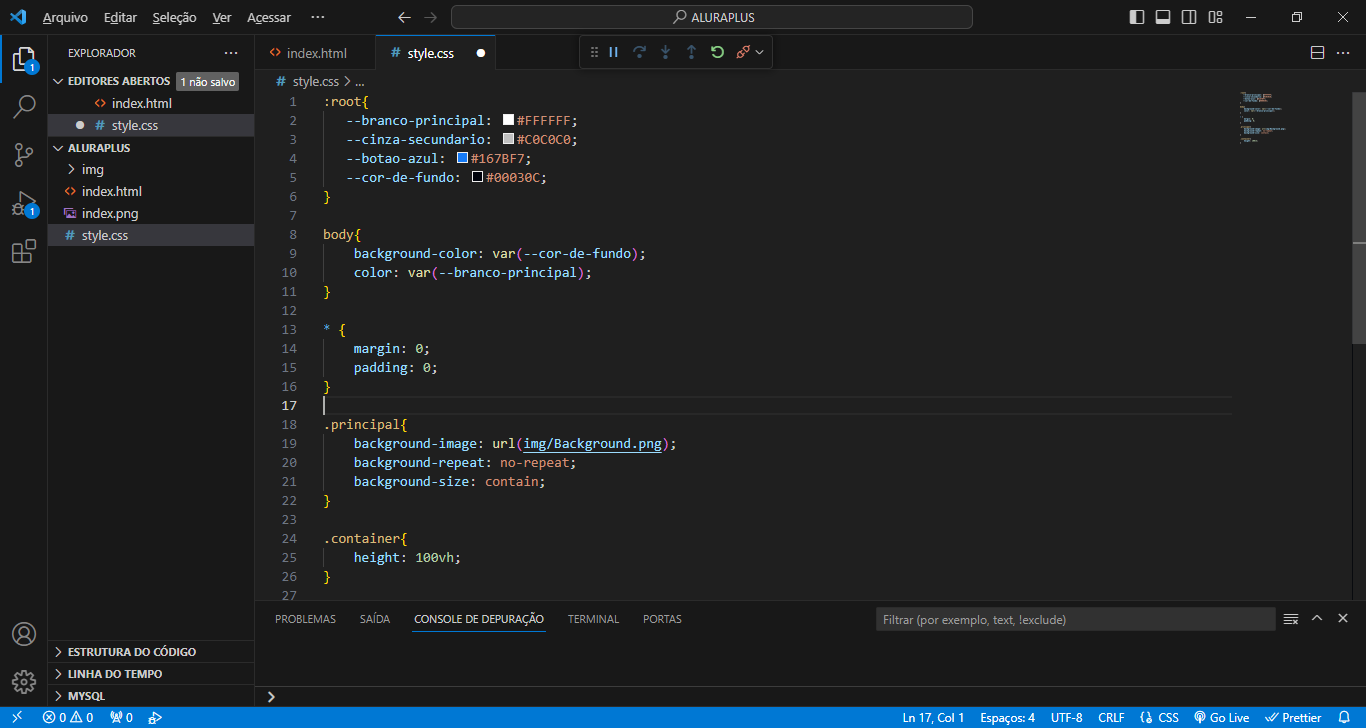 Arquivo Editar Seleção Ver Acessar ··· ALURAPLUS
EXPLORADOR ···
EDITORES ABERTOS 1 não salvo
index.html
style.css
ALURAPLUS
img
index.html
index.png
style.css
ESTRUTURA DO CÓDIGO
LINHA DO TEMPO
MYSQL
1
1
index.html
style.css
style.css > ...
1 :root{
2 --branco-principal: #FFFFFF;
3 --cinza-secundario: #C0C0C0;
4 --botao-azul: #167BF7;
5 --cor-de-fundo: #00030C;
6 }
7
8 body{
9 background-color: var(--cor-de-fundo);
10 color: var(--branco-principal);
11 }
12
13 * {
14 margin: 0;
15 padding: 0;
16 }
17
18 .principal{
19 background-image: url(img/Background.png);
20 background-repeat: no-repeat;
21 background-size: contain;
22 }
23
24 .container{
25 height: 100vh;
26 }
27
PROBLEMAS SAÍDA CONSOLE DE DEPURAÇÃO TERMINAL PORTAS Filtrar (por exemplo, text, !exclude)
0 0 0 Ln 17, Col 1 Espaços: 4 UTF-8 CRLF CSS Go Live Prettier